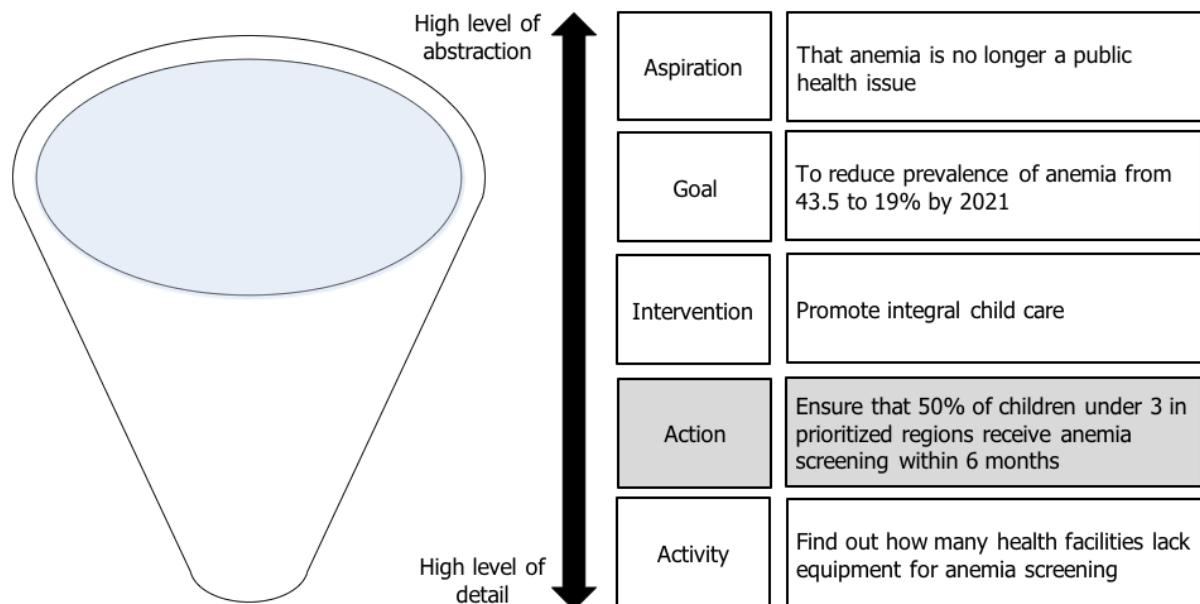 High level of
abstraction
Aspiration
That anemia is no longer a public
health issue
Goal
To reduce prevalence of anemia from
43.5 to 19% by 2021
Intervention
Promote integral child care
Action
Ensure that 50% of children under 3 in
prioritized regions receive anemia
screening within 6 months
Activity
Find out how many health facilities lack
equipment for anemia screening
High level of
detail